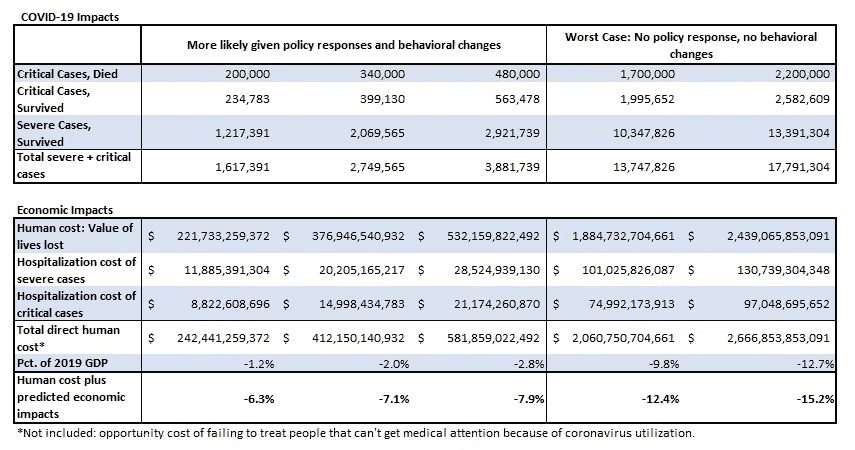 COVID-19 Impacts
More likely given policy responses and behavioral changes
Worst Case: No policy response, no behavioral
changes
Critical Cases, Died 200,000 340,000 480,000 1,700,000 2,200,000
Critical Cases,
Survived 234,783 399,130 563,478 1,995,652 2,582,609
Severe Cases,
Survived 1,217,391 2,069,565 2,921,739 10,347,826 13,391,304
Total severe + critical
cases 1,617,391 2,749,565 3,881,739 13,747,826 17,791,304
Economic Impacts
Human cost: Value of
lives lost $ 221,733,259,372 $ 376,946,540,932 $ 532,159,822,492 $ 1,884,732,704,661 $ 2,439,065,853,091
Hospitalization cost of
severe cases $ 11,885,391,304 $ 20,205,165,217 $ 28,524,939,130 $ 101,025,826,087 $ 130,739,304,348
Hospitalization cost of
critical cases $ 8,822,608,696 $ 14,998,434,783 $ 21,174,260,870 $ 74,992,173,913 $ 97,048,695,652
Total direct human
cost* $ 242,441,259,372 $ 412,150,140,932 $ 581,859,022,492 $ 2,060,750,704,661 $ 2,666,853,853,091
Pct. of 2019 GDP -1.2% -2.0% -2.8% -9.8% -12.7%
Human cost plus
predicted economic
impacts -6.3% -7.1% -7.9% -12.4% -15.2%
*Not included: opportunity cost of failing to treat people that can't get medical attention because of coronavirus utilization.